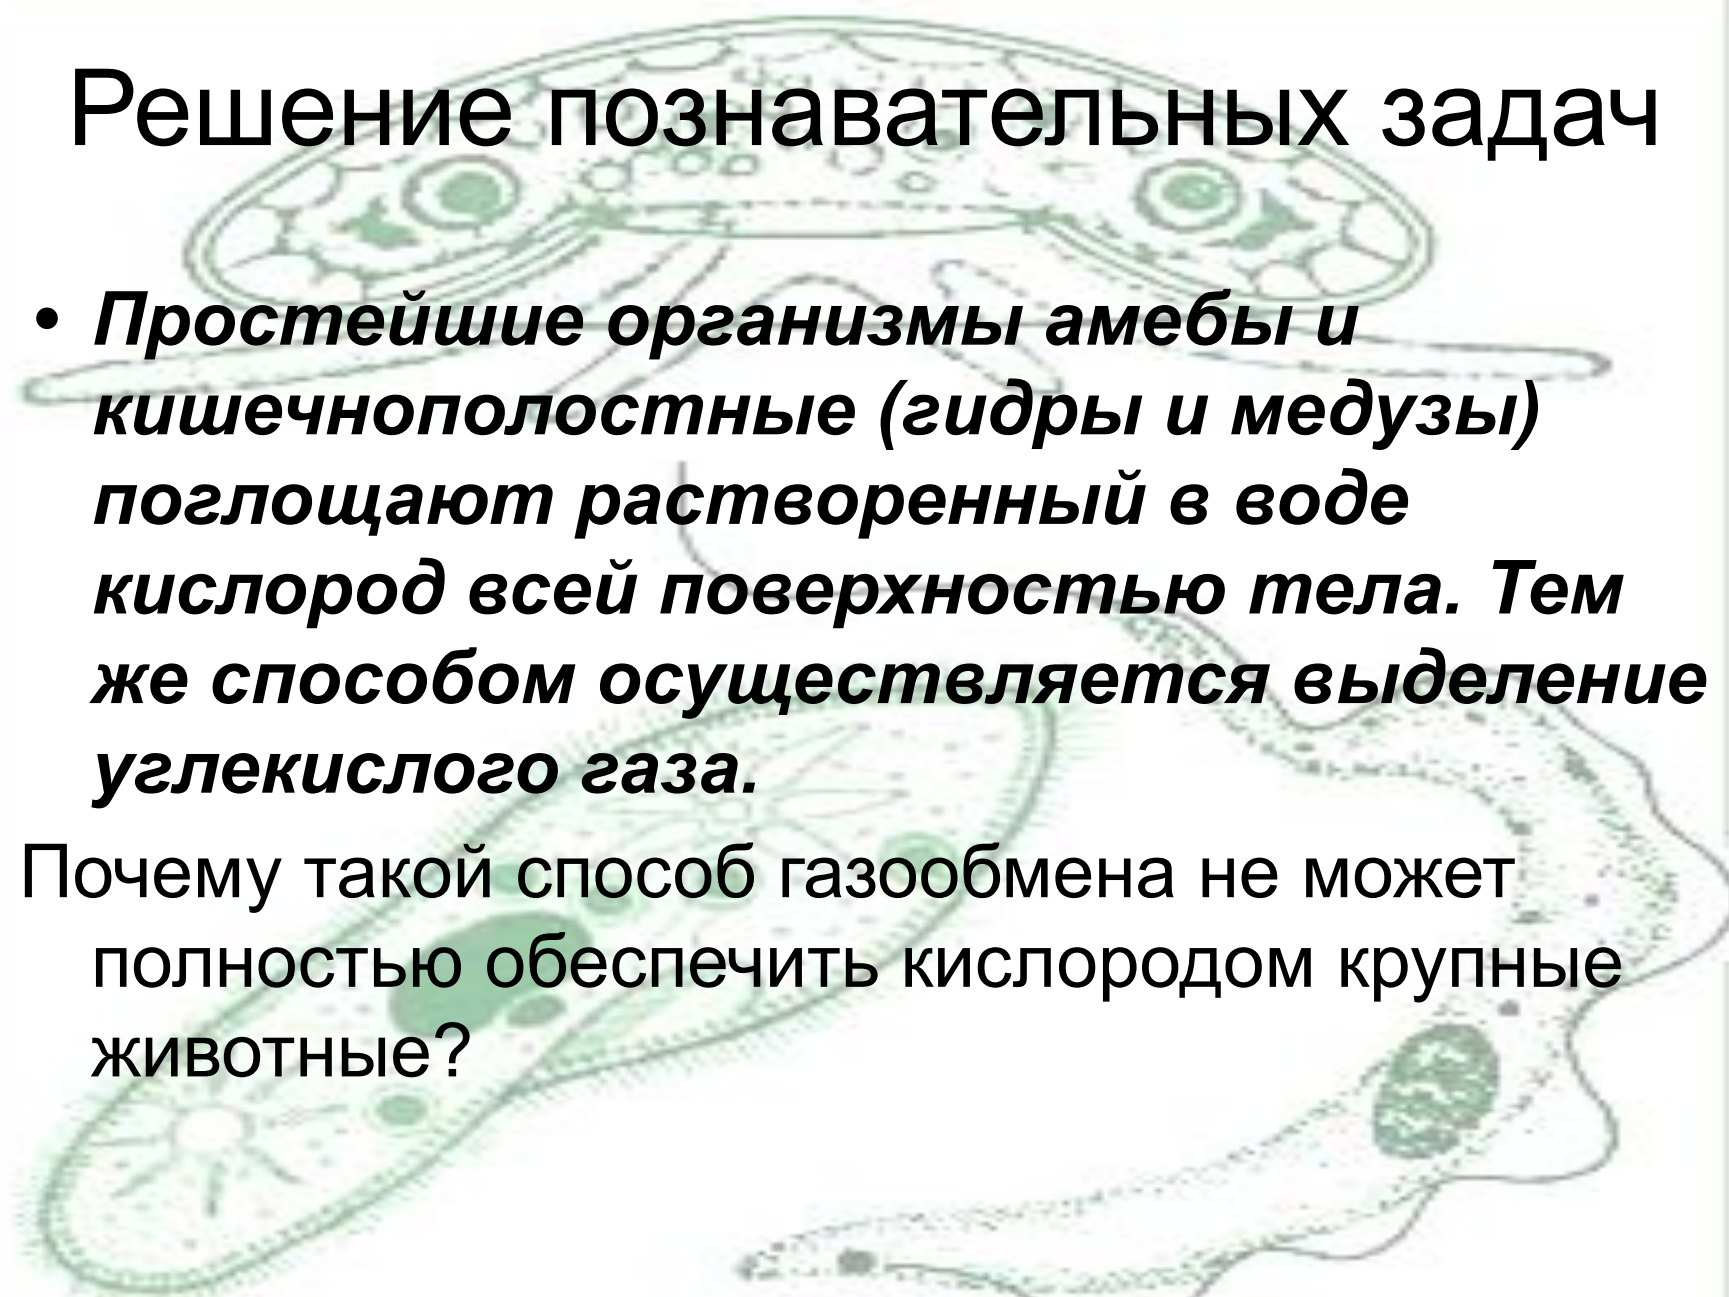 Решение познавательных задач
• Простейшие организмы амебы и
кишечнополостные (гидры и медузы)
поглощают растворенный в воде
кислород всей поверхностью тела. Тем
же способом осуществляется выделение
углекислого газа.
Почему такой способ газообмена не может
полностью обеспечить кислородом крупные
животные?